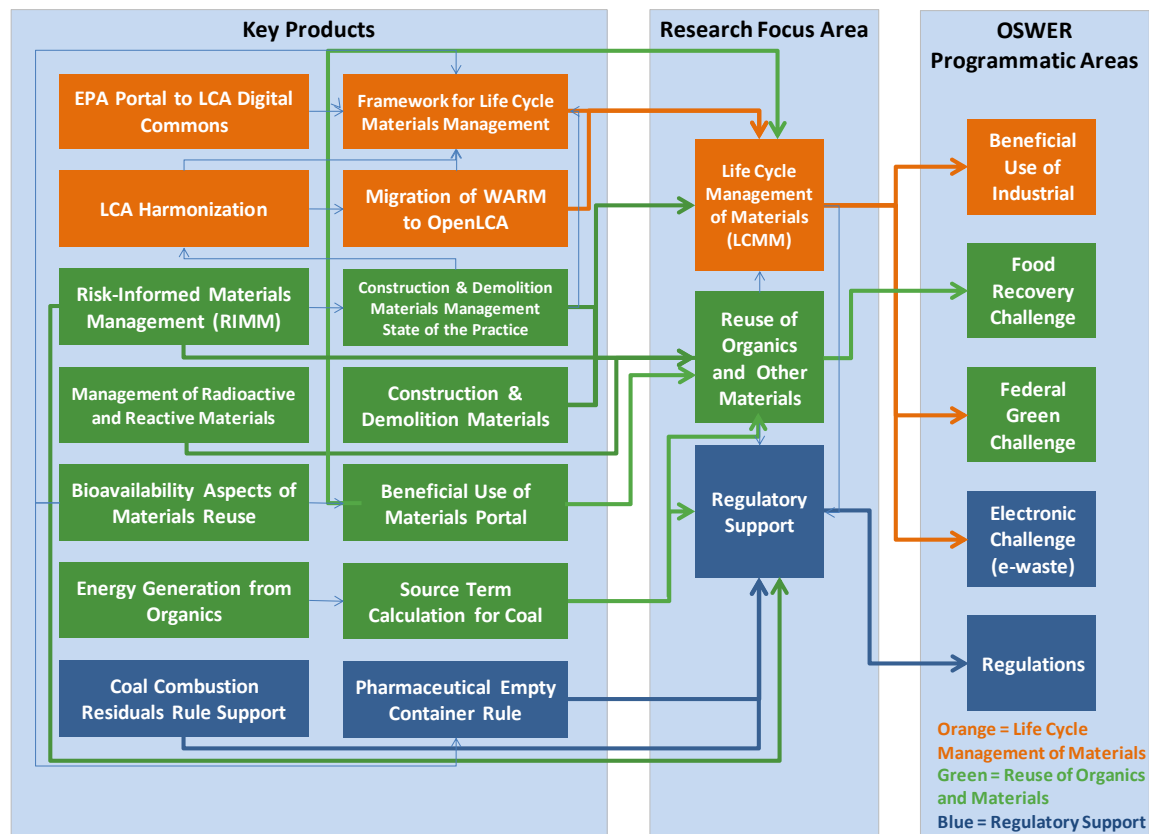 Key Products
Research Focus Area
OSWER
Programmatic Areas
EPA Portal to LCA Digital
Commons
Framework for Life Cycle
Materials Management
LCA Harmonization
Migration of WARM
to OpenLCA
Risk-Informed Materials
Management (RIMM)
Construction & Demolition
Materials Management
State of the Practice
Management of Radioactive
and Reactive Materials
Construction &
Demolition Materials
Bioavailability Aspects of
Materials Reuse
Beneficial Use of
Materials Portal
Energy Generation from
Organics
Source Term
Calculation for Coal
Coal Combustion
Residuals Rule Support
Pharmaceutical Empty
Container Rule
Life Cycle
Management
of Materials
(LCMM)
Reuse of
Organics
and Other
Materials
Regulatory
Support
Beneficial
Use of
Industrial
Food
Recovery
Challenge
Federal
Green
Challenge
Electronic
Challenge
(e-waste)
Regulations
Orange = Life Cycle
Management of Materials
Green = Reuse of Organics
and Materials
Blue = Regulatory Support